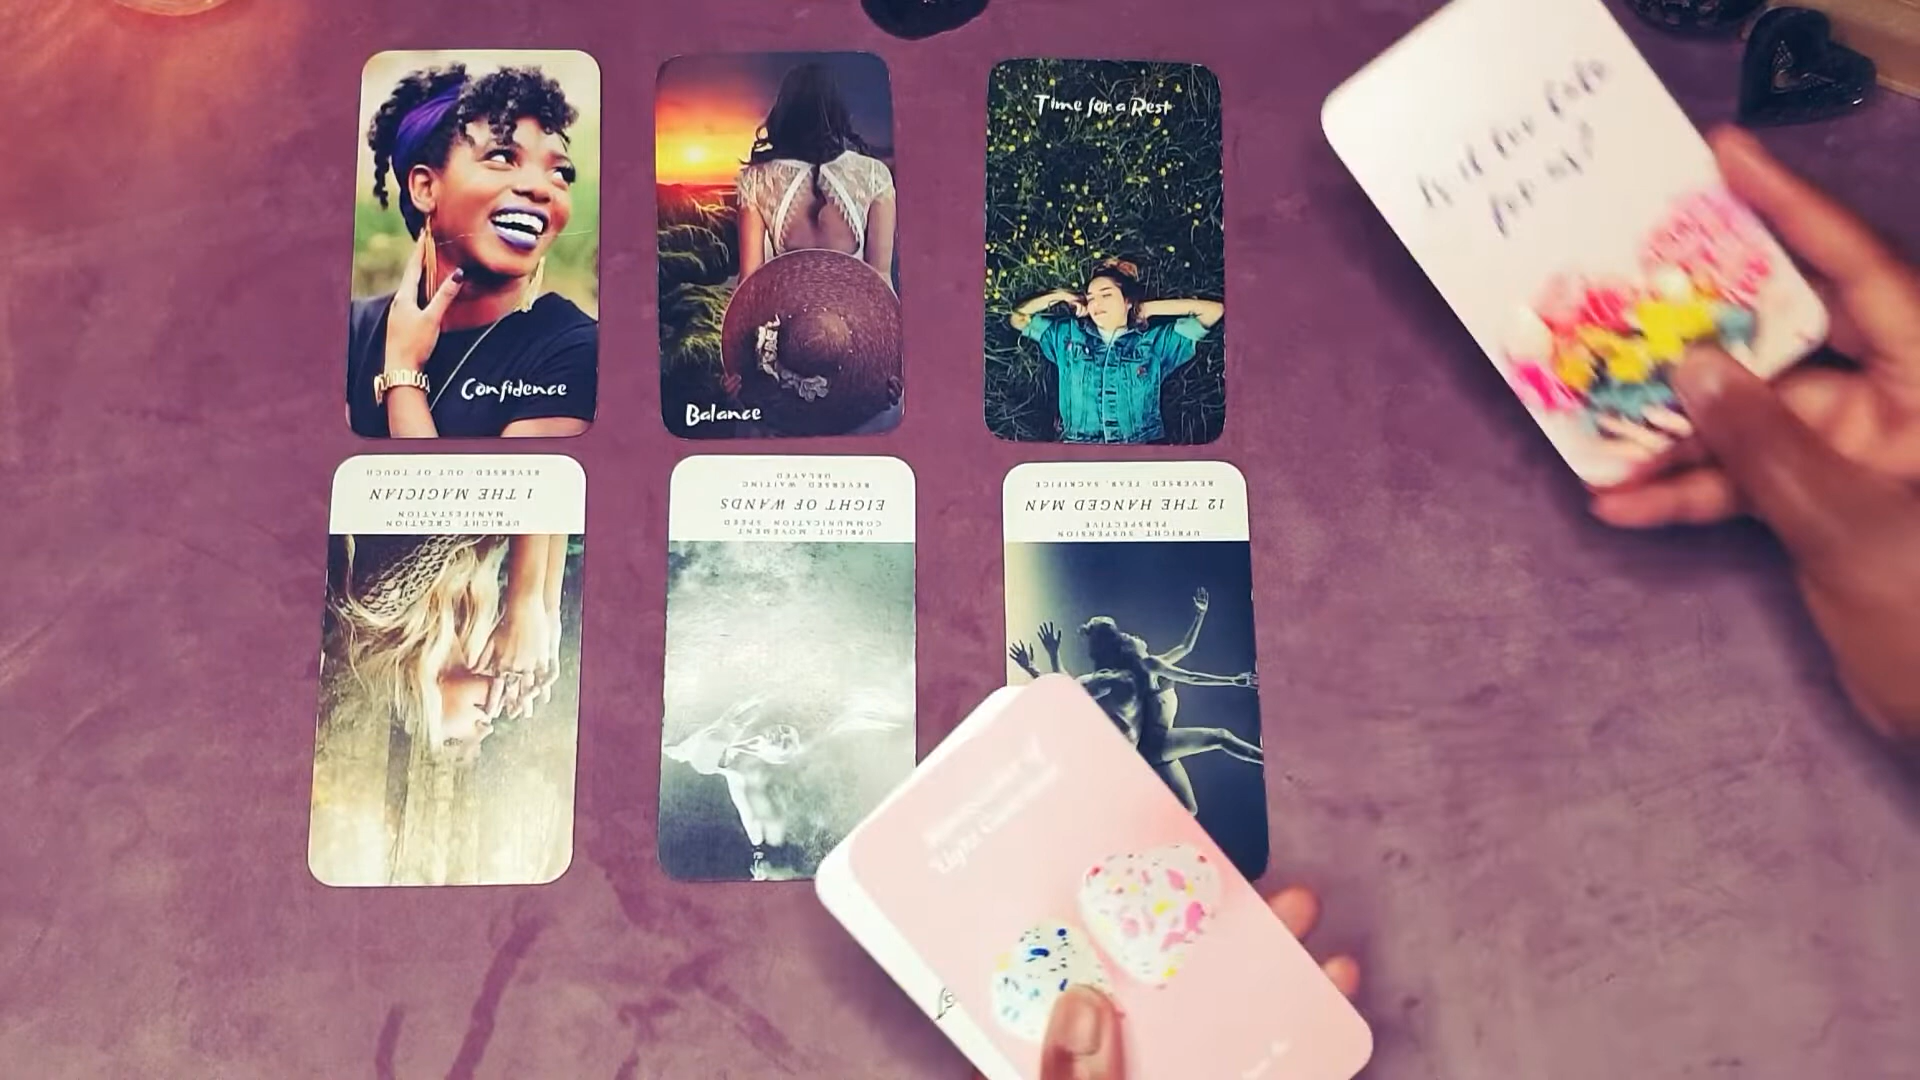 Confidence
Balance
Time for a Rest
REVERSED: OUT OF TOUCH
1 THE MAGICIAN
UPRIGHT: CREATION
MANIFESTATION
REVERSED: WAITING
DELAYED
EIGHT OF WANDS
UPRIGHT: MOVEMENT
COMMUNICATION SPEED
REVERSED: FEAR, SACRIFICE
12 THE HANGED MAN
UPRIGHT: SUSPENSION
PERSPECTIVE